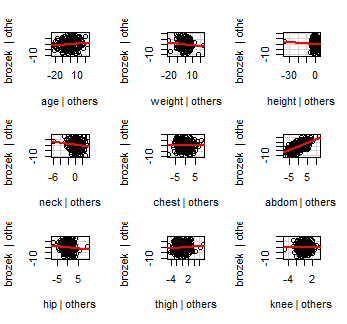 brozek | othe
brozek | othe
brozek | othe
-10
-10
-10
-20 10
-20 10
-30 0
age | others
weight | others
height | others
brozek | othe
brozek | othe
brozek | othe
-10
-10
-10
-6 0
-5 5
-5 5
neck | others
chest | others
abdom | others
brozek | othe
brozek | othe
brozek | othe
-10
-10
-10
-5 5
-4 2
-4 2
hip | others
thigh | others
knee | others